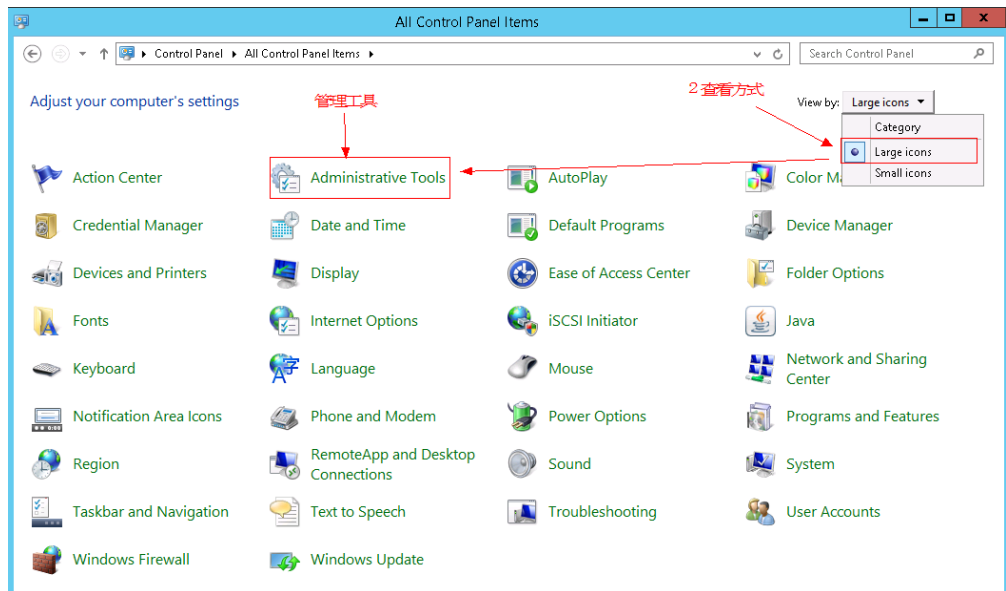 All Control Panel Items
Control Panel ▸ All Control Panel Items ▸
Search Control Panel
Adjust your computer's settings
管理工具
2查看方式
View by: Large icons
Category
Large icons
Small icons
Action Center
Administrative Tools
AutoPlay
Color M
Credential Manager
Date and Time
Default Programs
Device Manager
Devices and Printers
Display
Ease of Access Center
Folder Options
Fonts
Internet Options
iSCSI Initiator
Java
Keyboard
Language
Mouse
Network and Sharing
Center
Notification Area Icons
Phone and Modem
Power Options
Programs and Features
Region
RemoteApp and Desktop
Connections
Sound
System
Taskbar and Navigation
Text to Speech
Troubleshooting
User Accounts
Windows Firewall
Windows Update